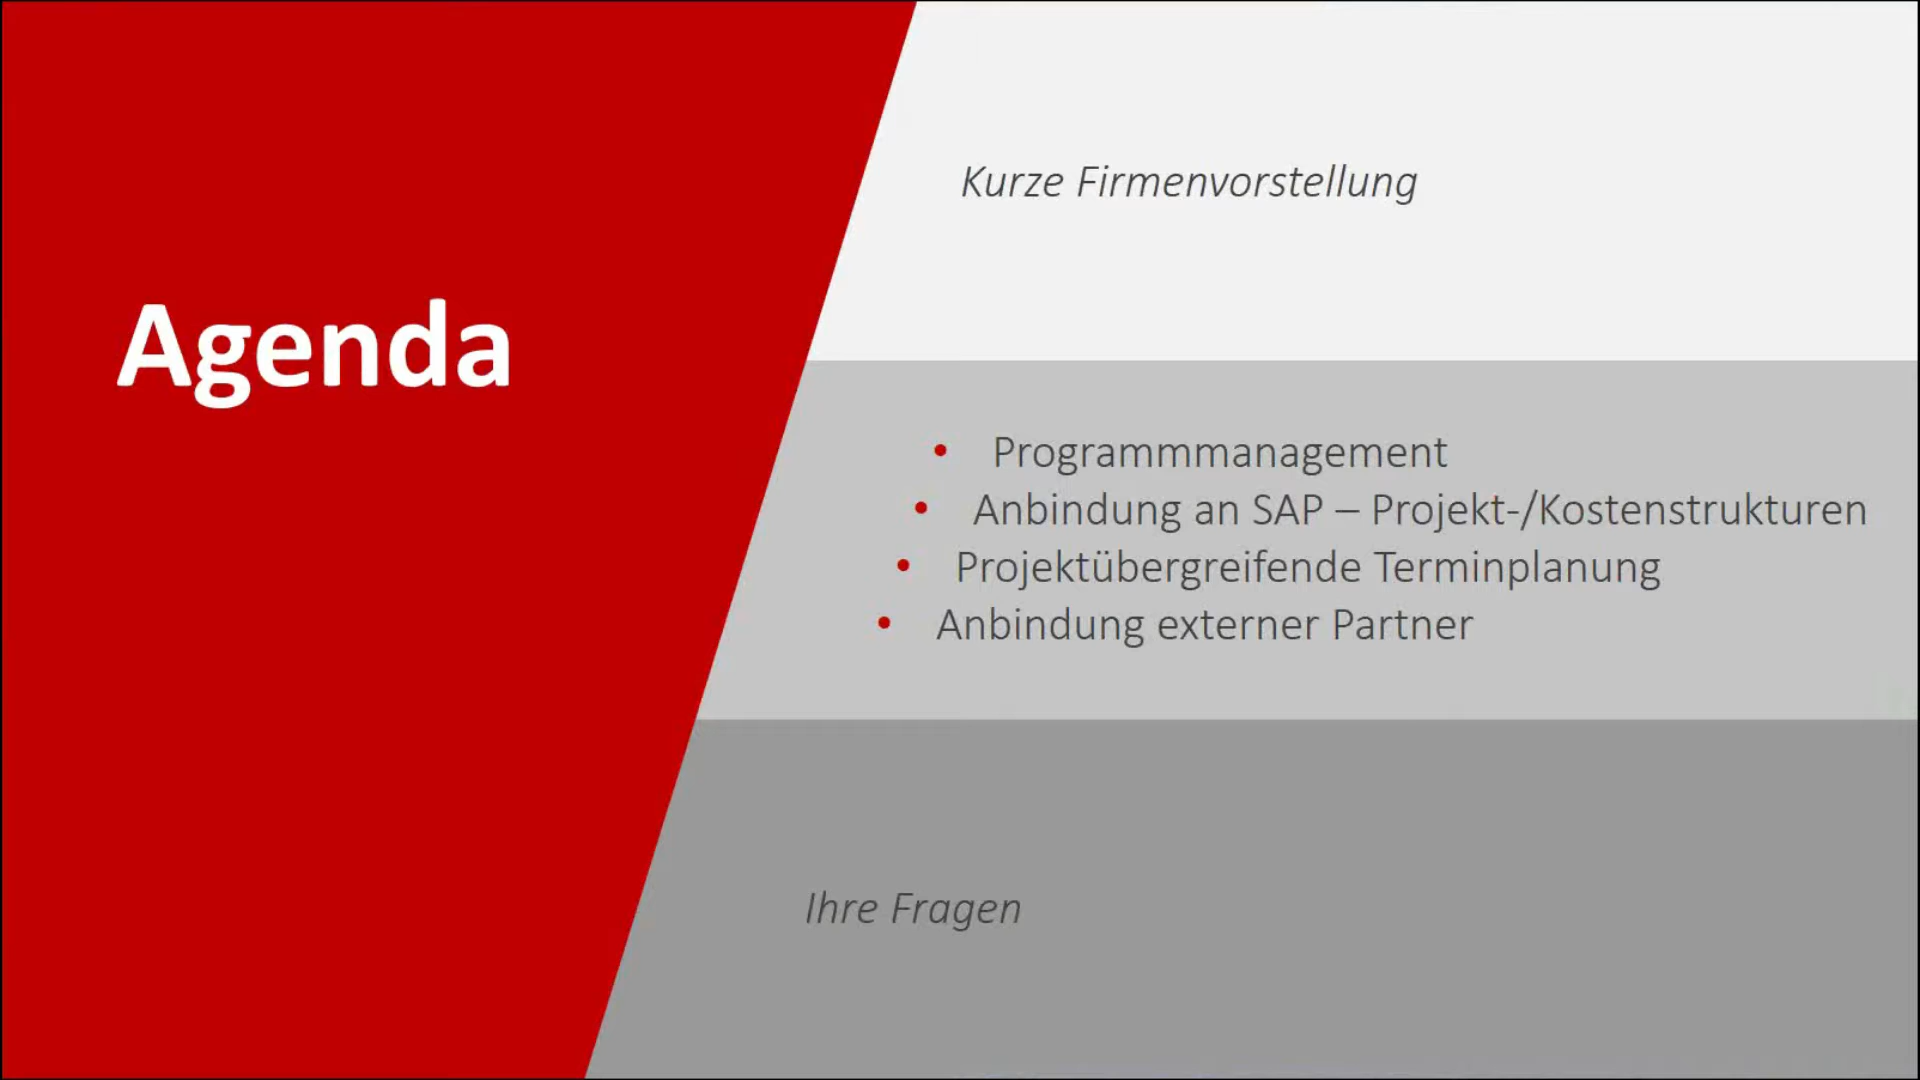 Agenda
Kurze Firmenvorstellung
• Programmmanagement
• Anbindung an SAP – Projekt-/Kostenstrukturen
• Projektübergreifende Terminplanung
• Anbindung externer Partner
Ihre Fragen